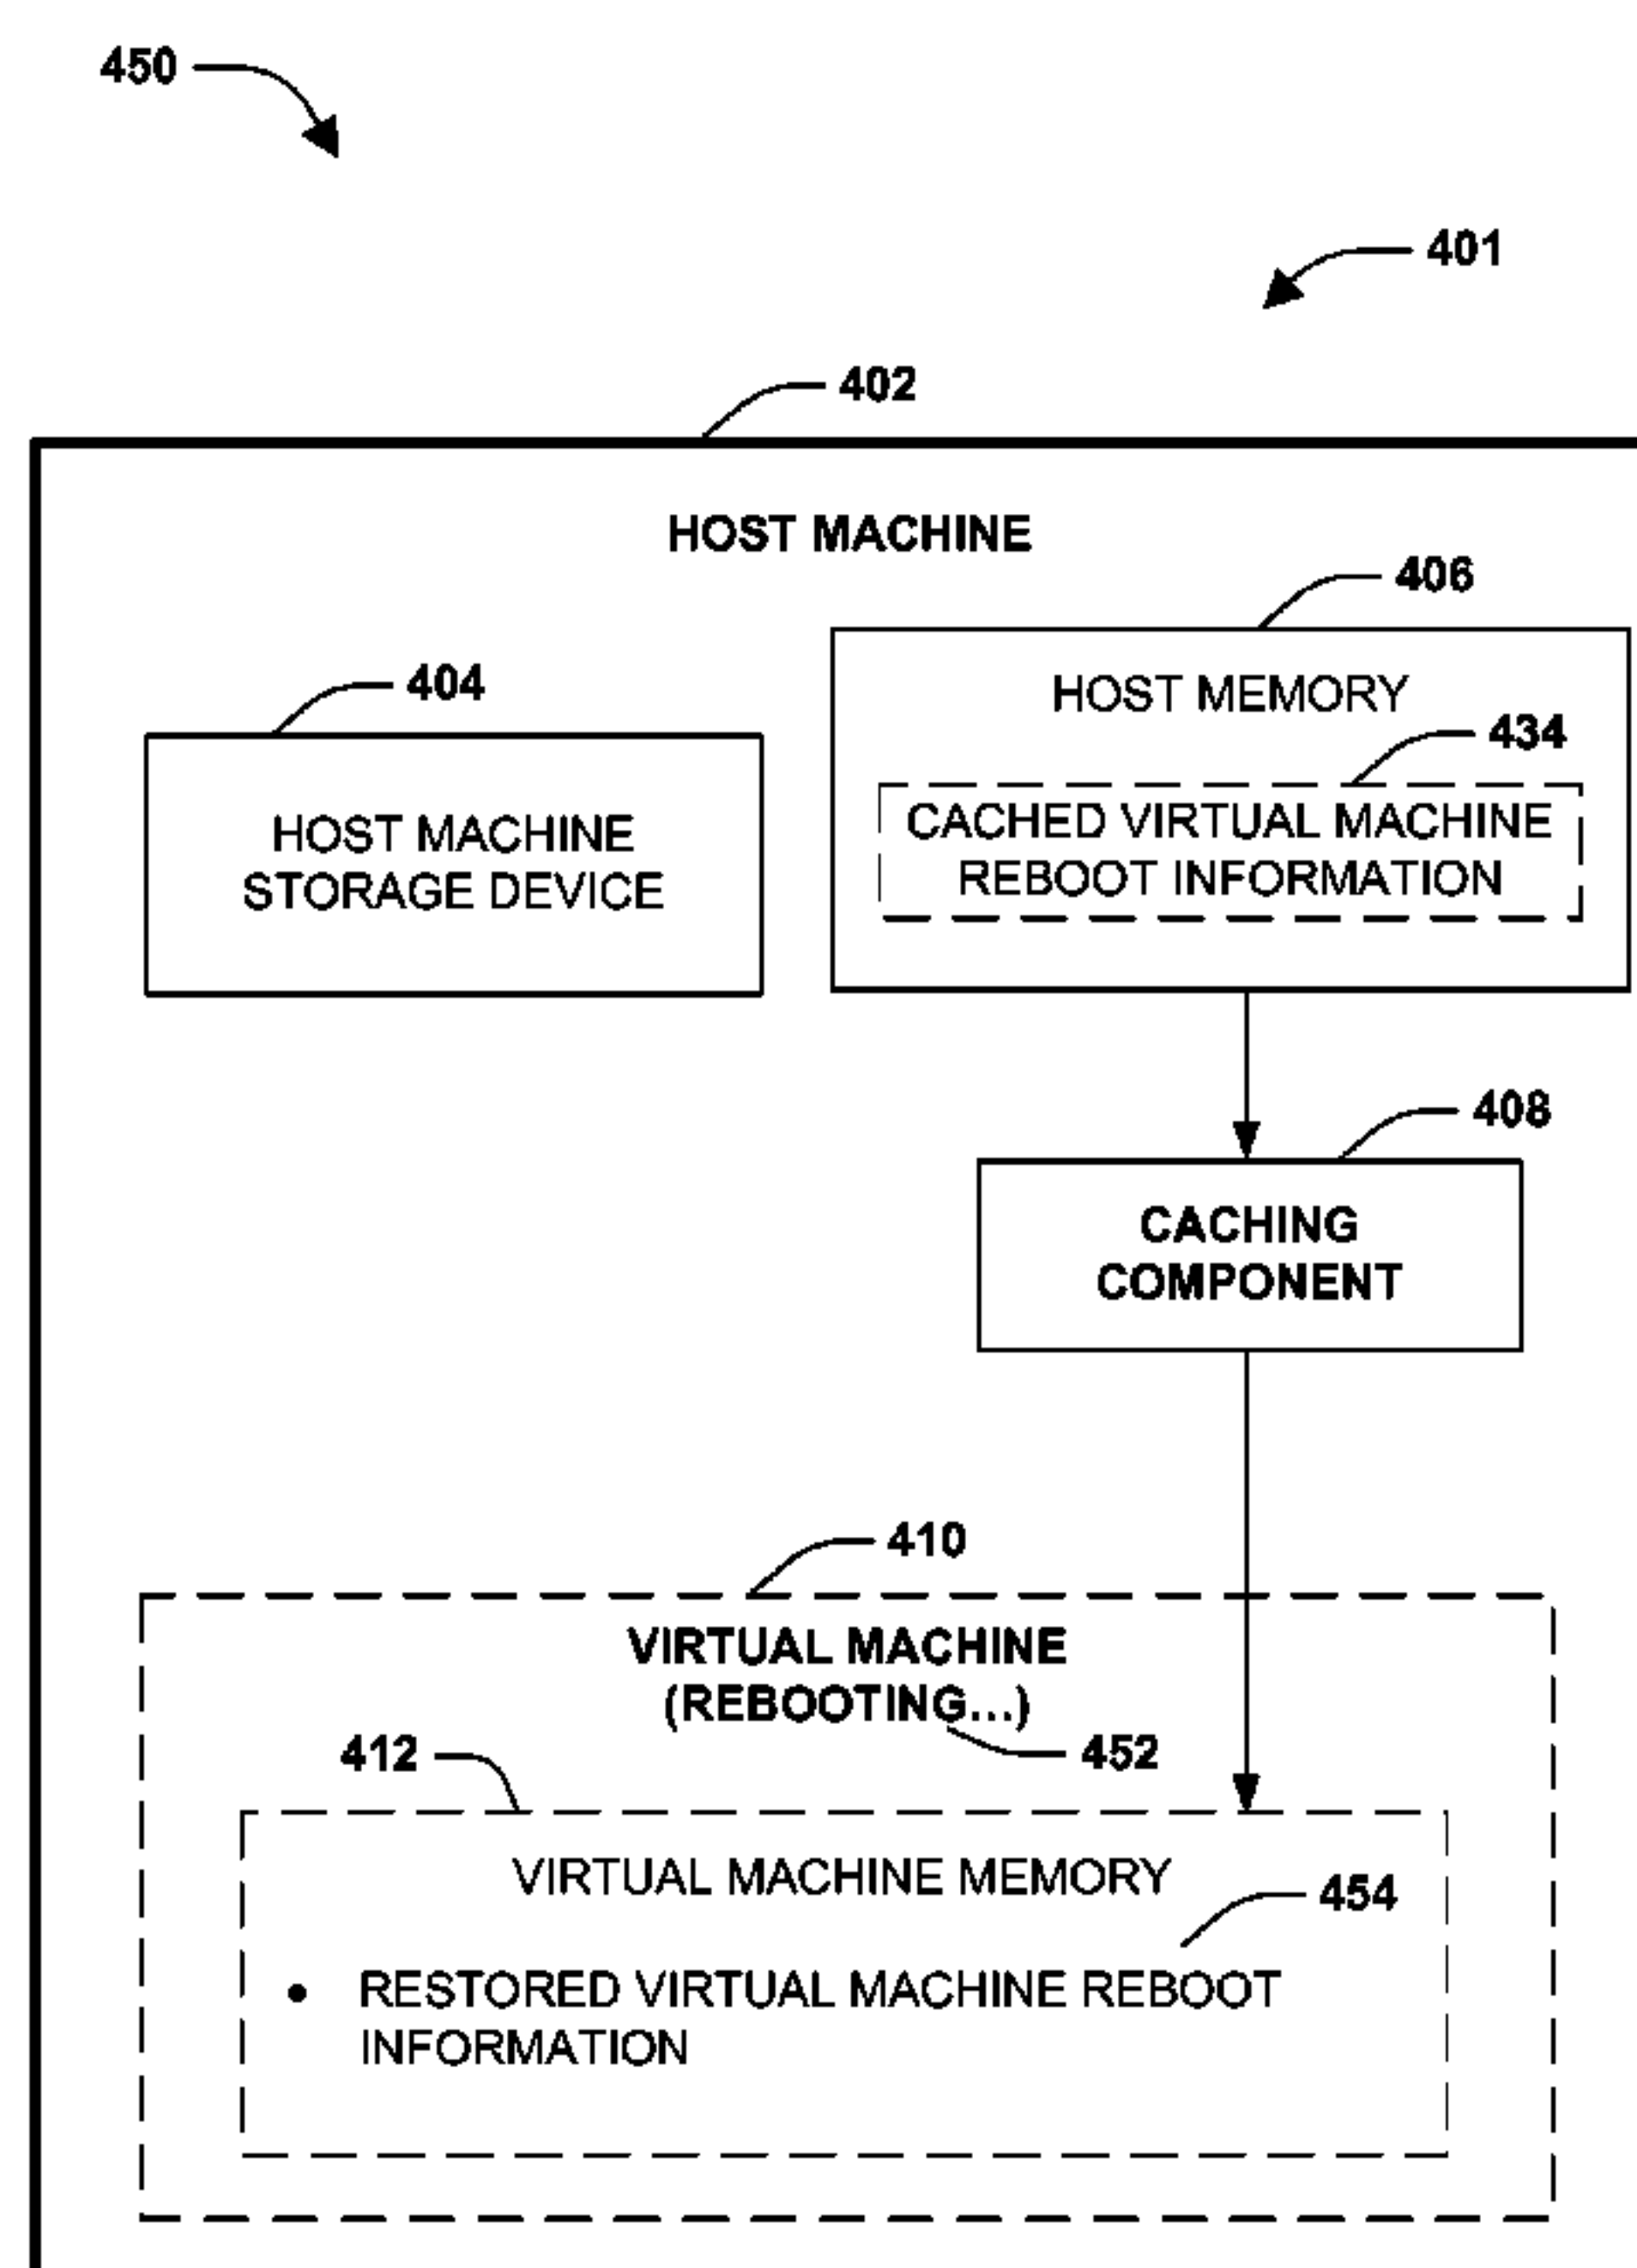 450
401
402
HOST MACHINE
406
404
HOST MEMORY
434
HOST MACHINE
STORAGE DEVICE
CACHED VIRTUAL MACHINE
REBOOT INFORMATION
408
CACHING
COMPONENT
410
VIRTUAL MACHINE
(REBOOTING...)
412
452
VIRTUAL MACHINE MEMORY
454
• RESTORED VIRTUAL MACHINE REBOOT
INFORMATION